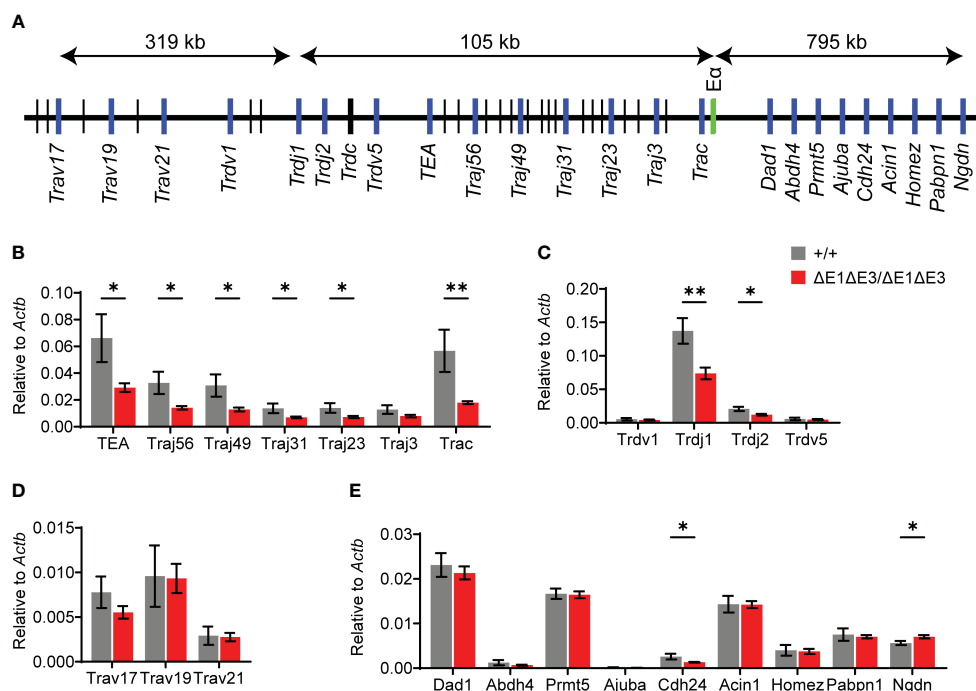 A
319 kb
105 kb
795 kb
Eα
Trav17
Trav19
Trav21
Trdv1
Trdj1
Trdj2
Trdc
Trdv5
TEA
Traj56
Traj49
Traj31
Traj23
Traj3
Trac
Dad1
Abdh4
Prmt5
Ajuba
Cdh24
Acin1
Homez
Pabpn1
Ngdn
B
Relative to Actb
0.10
0.08
0.06
0.04
0.02
0.00
* * * * * **
TEA Traj56 Traj49 Traj31 Traj23 Traj3 Trac
C
+/+
ΔE1ΔE3/ΔE1ΔE3
Relative to Actb
0.20
0.15
0.10
0.05
0.00
** *
Trdv1 Trdj1 Trdj2 Trdv5
D
Relative to Actb
0.015
0.010
0.005
0.000
Trav17 Trav19 Trav21
E
Relative to Actb
0.03
0.02
0.01
0.00
* *
Dad1 Abdh4 Prmt5 Ajuba Cdh24 Acin1 Homez Pabpn1 Ngdn